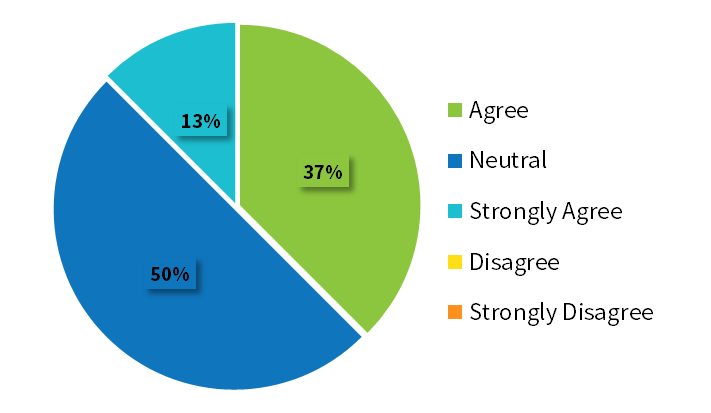 13%
37%
50%
Agree
Neutral
Strongly Agree
Disagree
Strongly Disagree